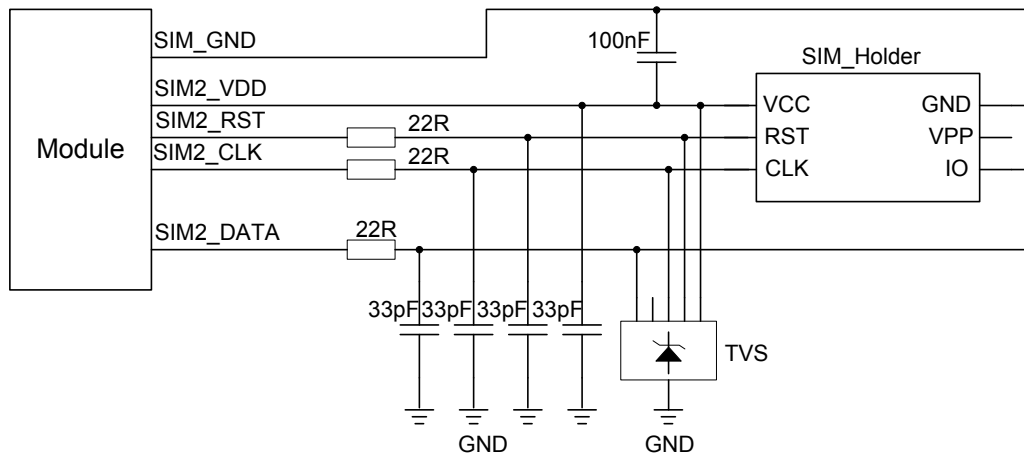 SIM_GND
100nF
SIM_Holder
SIM2_VDD
VCC
GND
SIM2_RST
22R
RST
VPP
Module
SIM2_CLK
22R
CLK
IO
SIM2_DATA
22R
33pF 33pF 33pF 33pF
TVS
GND
GND